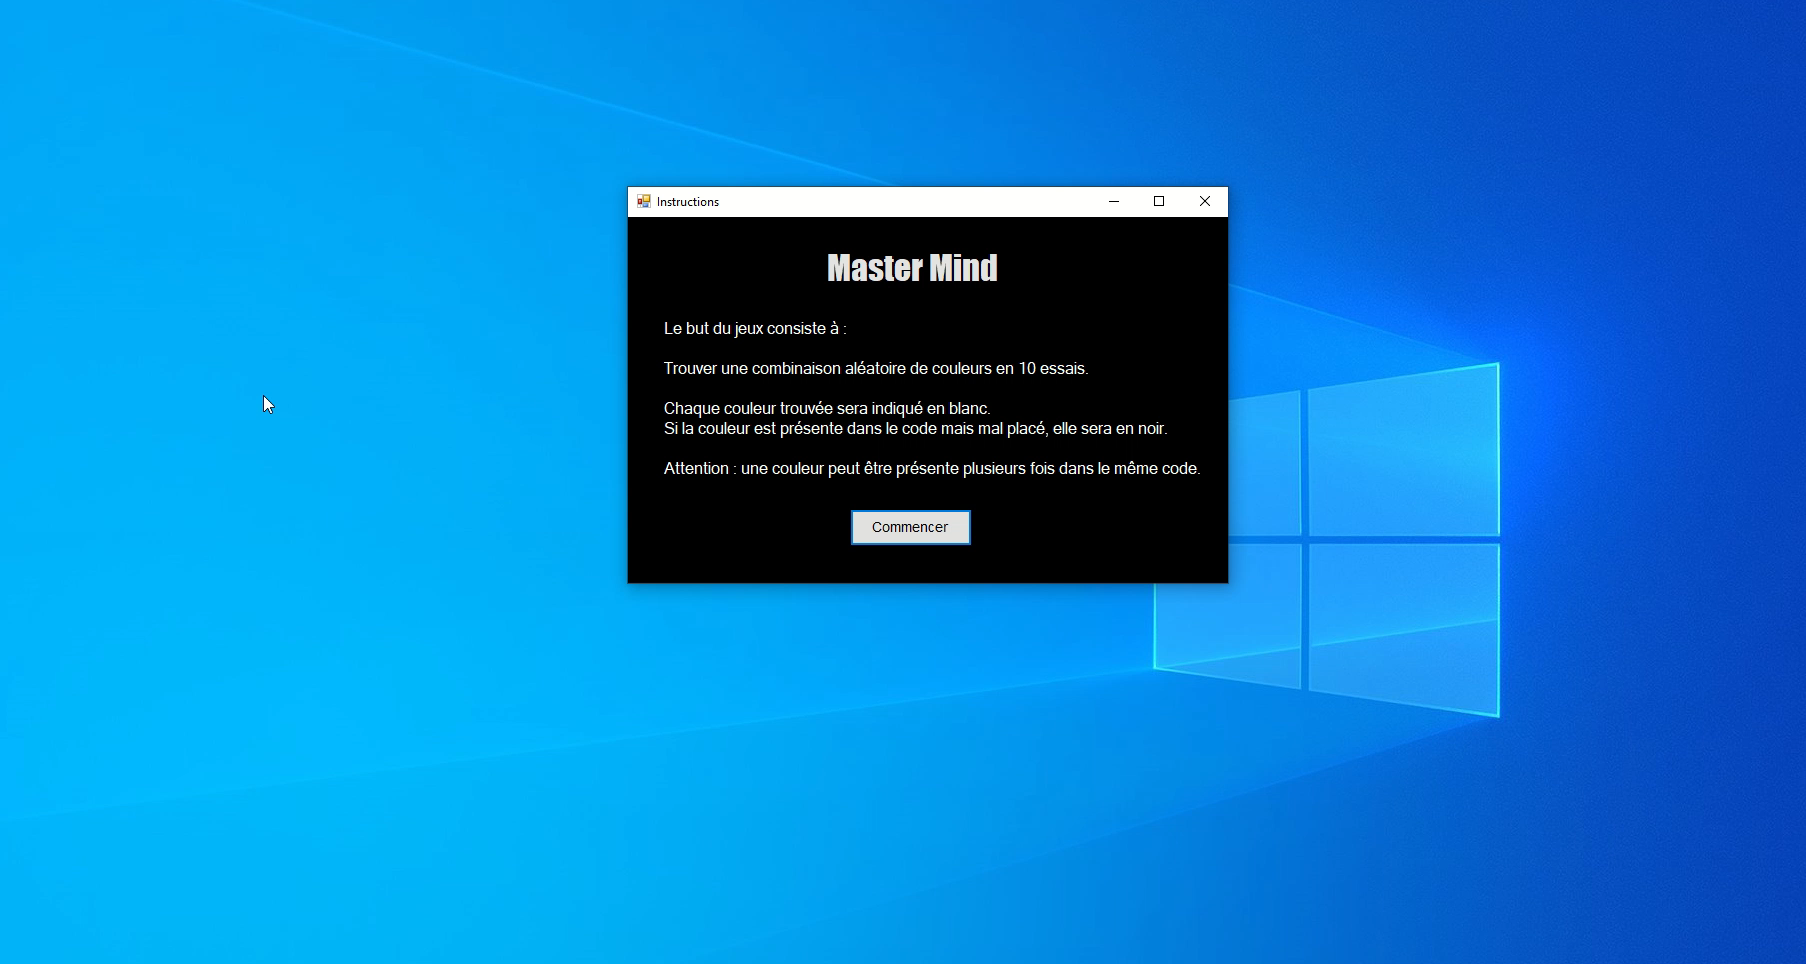 Instructions
Master Mind
Le but du jeux consiste à :
Trouver une combinaison aléatoire de couleurs en 10 essais.
Chaque couleur trouvée sera indiqué en blanc.
Si la couleur est présente dans le code mais mal placé, elle sera en noir.
Attention : une couleur peut être présente plusieurs fois dans le même code.
Commencer